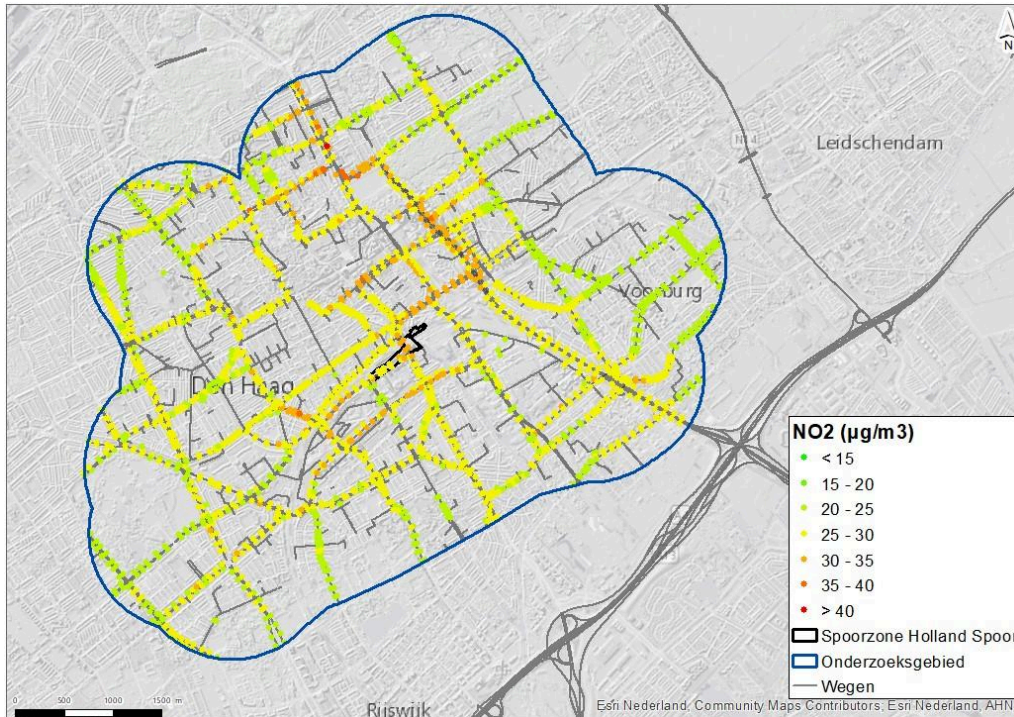 N
N14
Leidschendam
Voorburg
Den Haag
Rijswijk
NO2 (µg/m3)
< 15
15 - 20
20 - 25
25 - 30
30 - 35
35 - 40
> 40
Spoorzone Holland Spoor
Onderzoeksgebied
Wegen
0 500 1000 1500 m
Esri Nederland, Community Maps Contributors, Esri Nederland, AHN